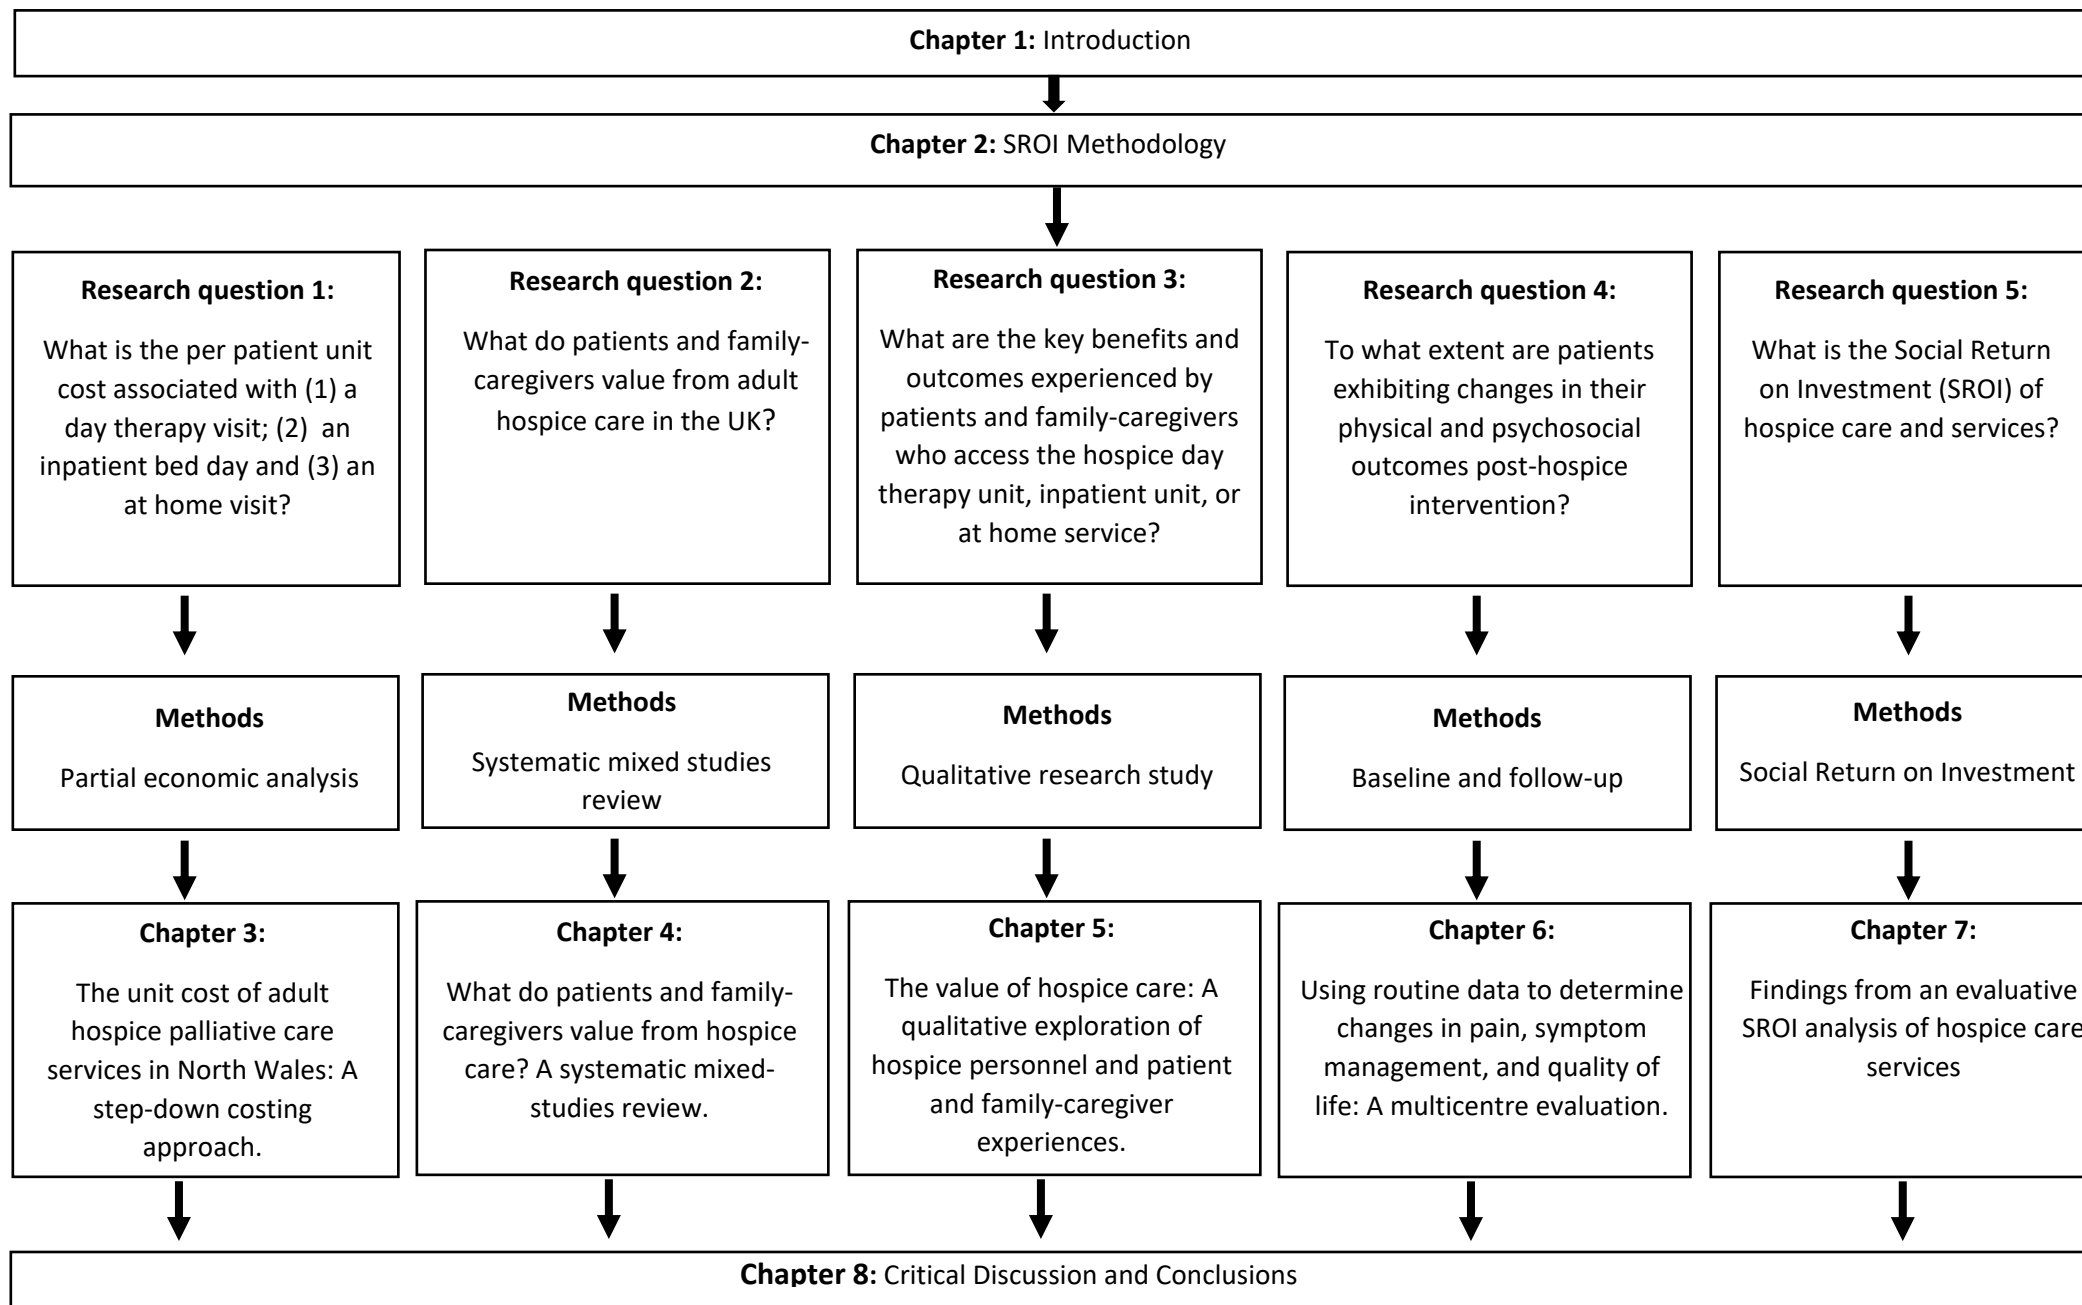 Chapter 1: Introduction
Chapter 2: SROI Methodology
Research question 1:
What is the per patient unit
cost associated with (1) a
day therapy visit; (2) an
inpatient bed day and (3) an
at home visit?
Research question 2:
What do patients and family-
caregivers value from adult
hospice care in the UK?
Research question 3:
What are the key benefits and
outcomes experienced by
patients and family-caregivers
who access the hospice day
therapy unit, inpatient unit, or
at home service?
Research question 4:
To what extent are patients
exhibiting changes in their
physical and psychosocial
outcomes post-hospice
intervention?
Research question 5:
What is the Social Return
on Investment (SROI) of
hospice care and services?
Methods
Partial economic analysis
Methods
Systematic mixed studies
review
Methods
Qualitative research study
Methods
Baseline and follow-up
Methods
Social Return on Investment
Chapter 3:
The unit cost of adult
hospice palliative care
services in North Wales: A
step-down costing
approach.
Chapter 4:
What do patients and family-
caregivers value from hospice
care? A systematic mixed-
studies review.
Chapter 5:
The value of hospice care: A
qualitative exploration of
hospice personnel and patient
and family-caregiver
experiences.
Chapter 6:
Using routine data to determine
changes in pain, symptom
management, and quality of
life: A multicentre evaluation.
Chapter 7:
Findings from an evaluative
SROI analysis of hospice care
services
Chapter 8: Critical Discussion and Conclusions